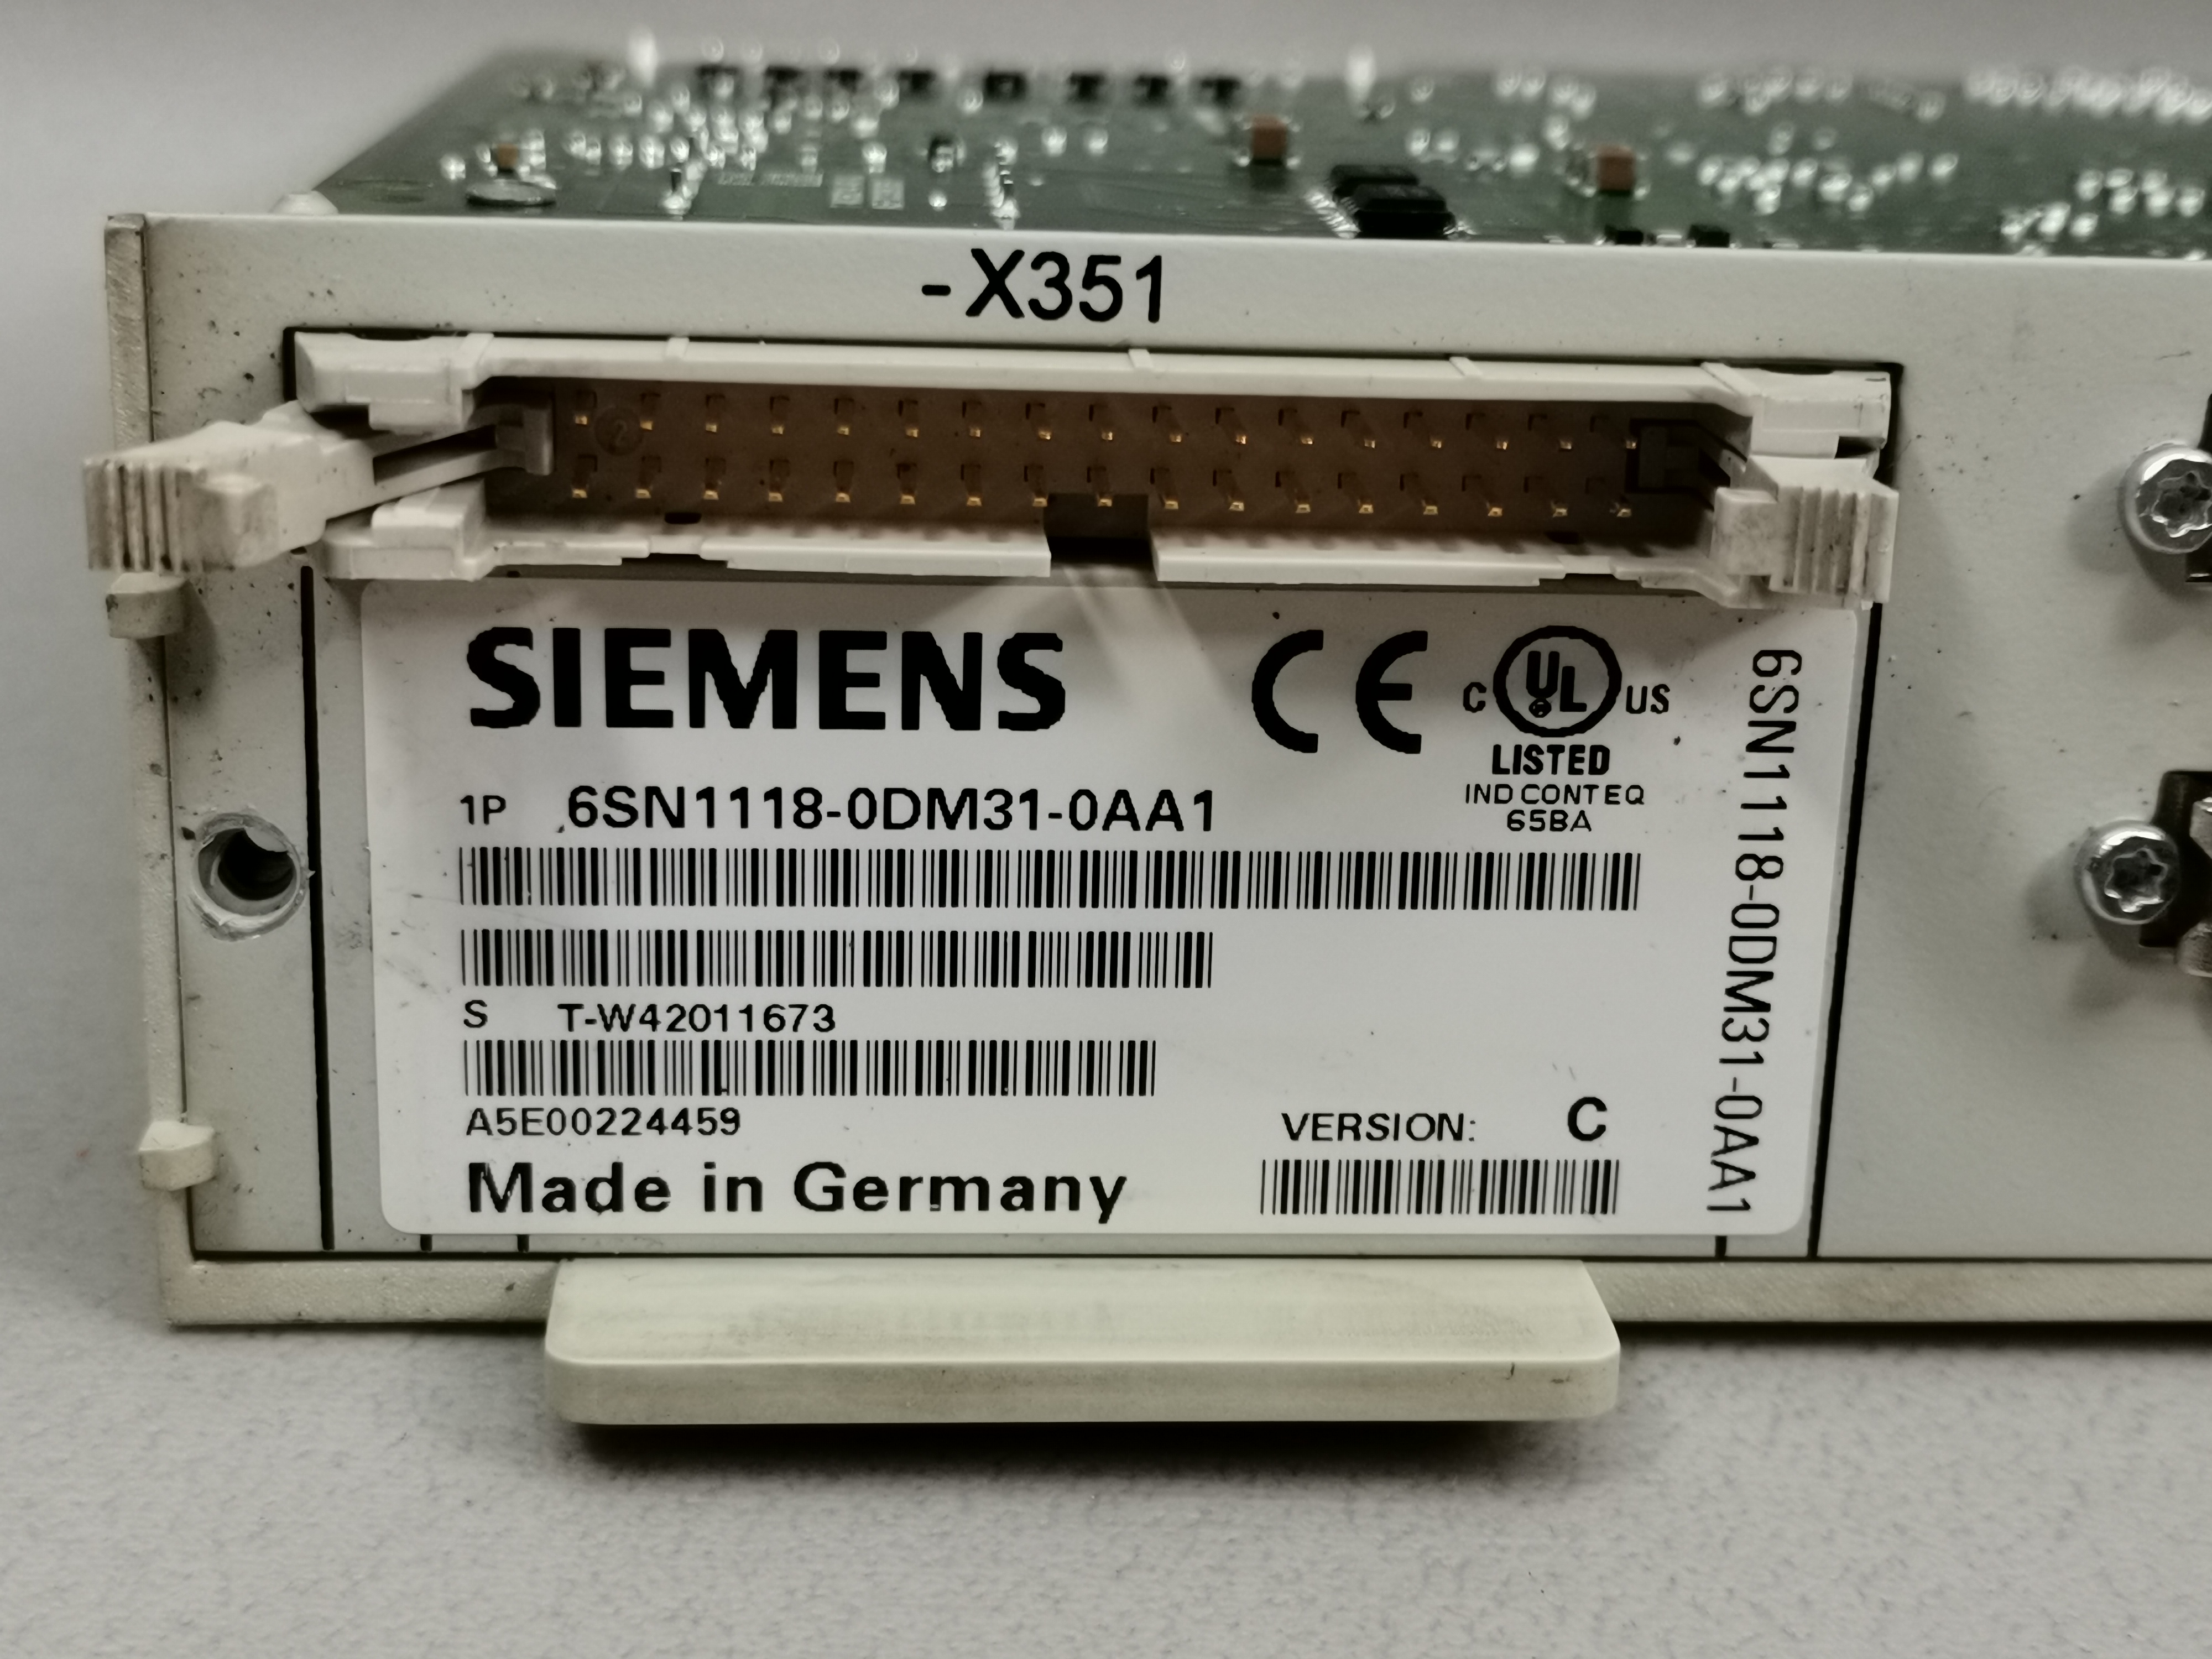 -X351
SIEMENS
CE
C UL US
LISTED
IND CONT EQ
65BA
1P 6SN1118-0DM31-0AA1
S T-W42011673
A5E00224459
VERSION: C
Made in Germany
6SN1118-0DM31-0AA1